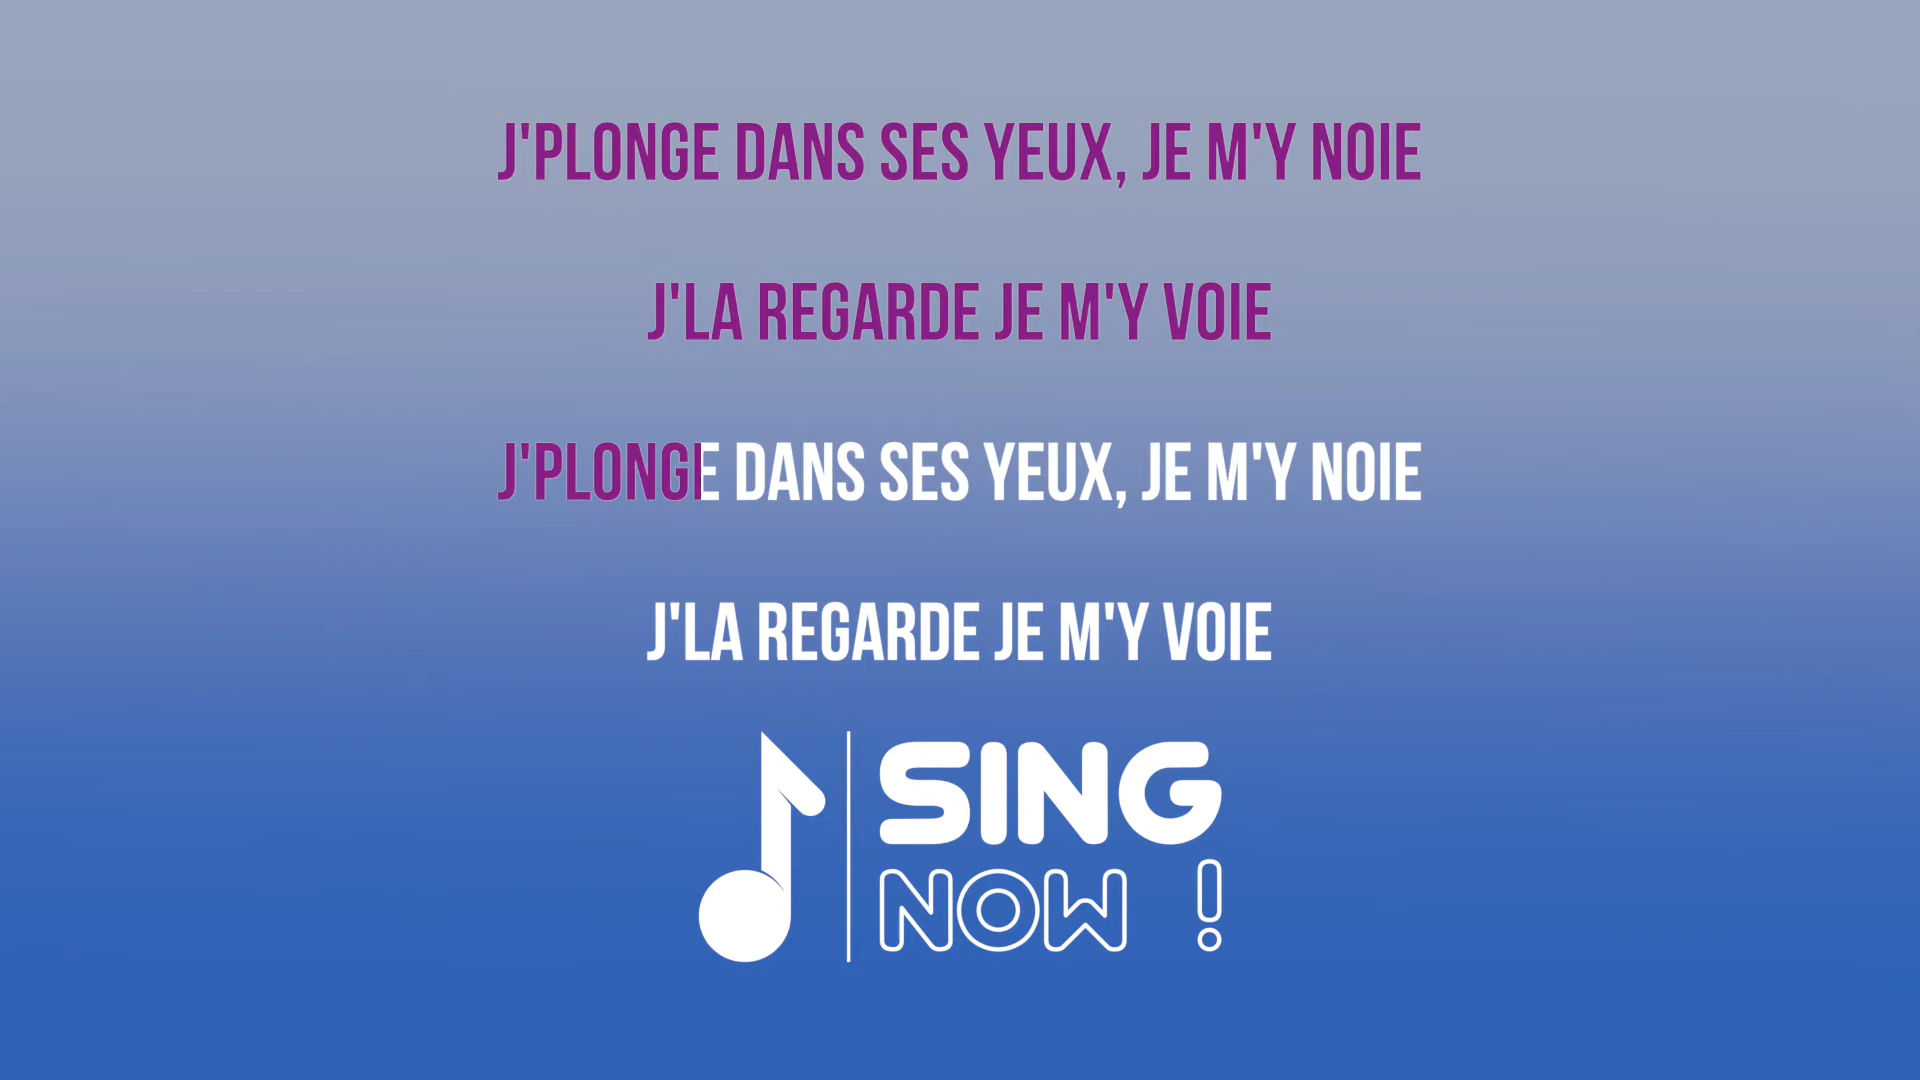 J'PLONGE DANS SES YEUX, JE M'Y NOIE
J'LA REGARDE JE M'Y VOIE
J'PLONGE DANS SES YEUX, JE M'Y NOIE
J'LA REGARDE JE M'Y VOIE
SING
NOW !